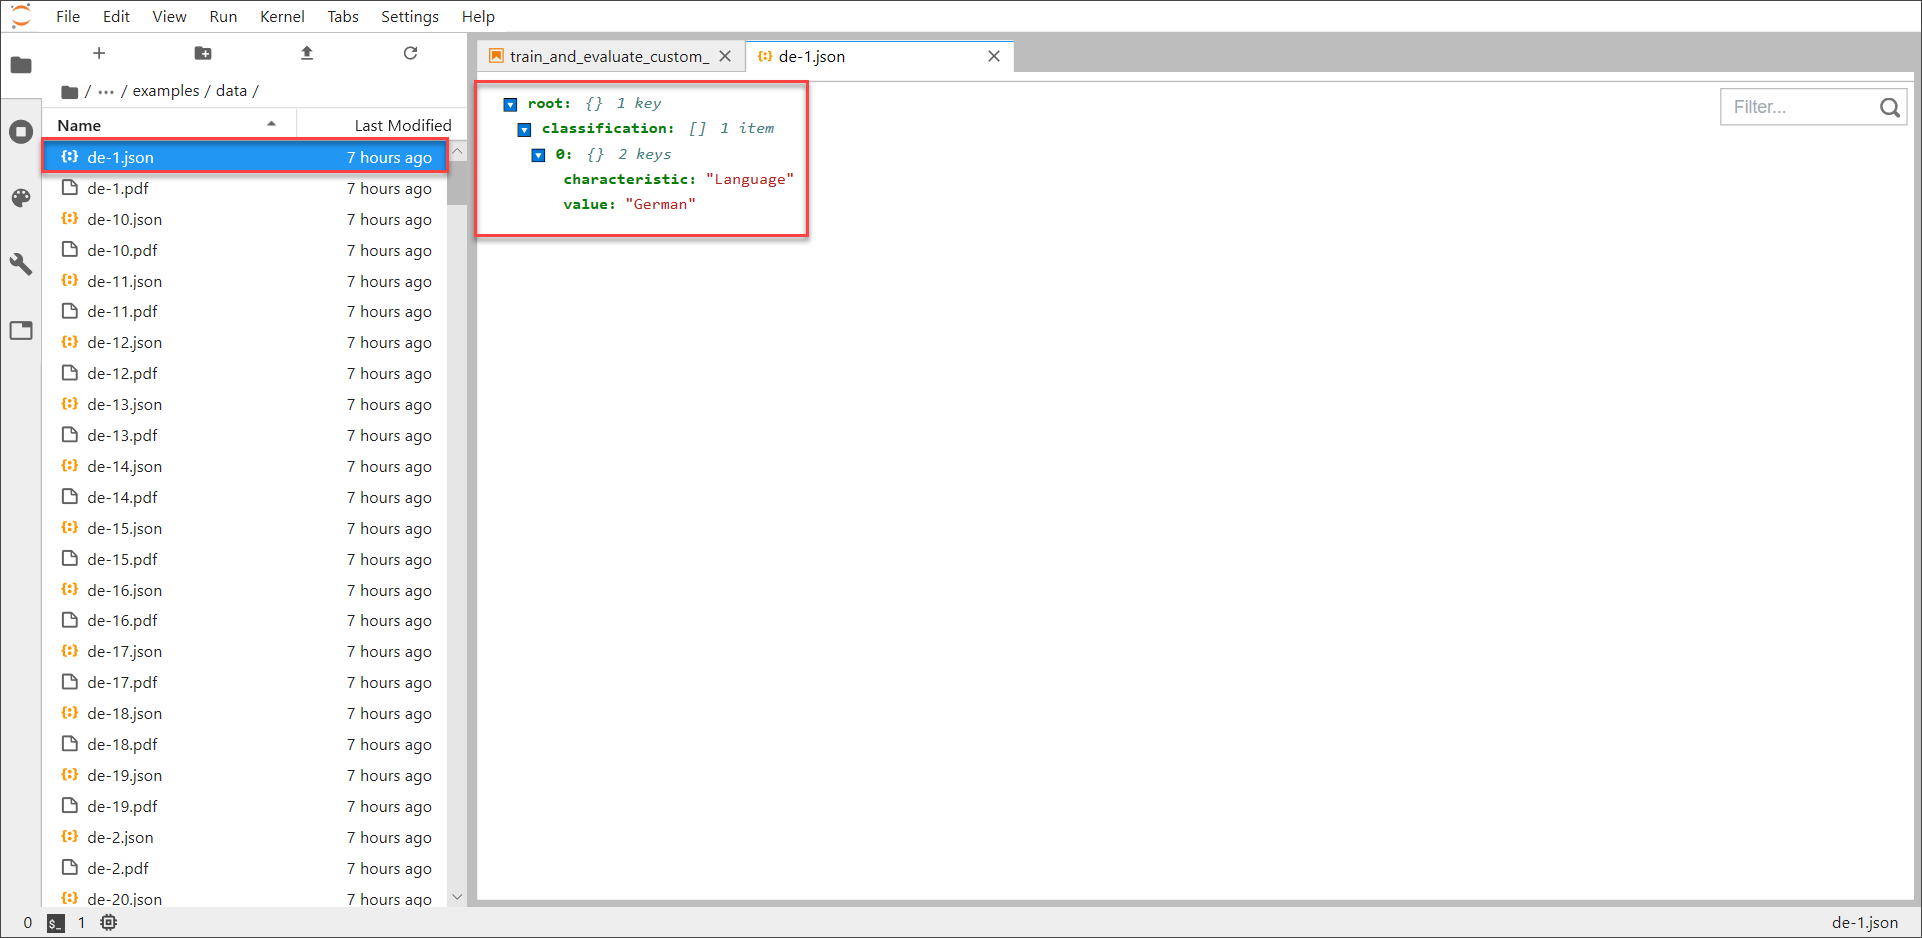 File Edit View Run Kernel Tabs Settings Help
train_and_evaluate_custom_
de-1.json
/ ... / examples / data /
Name Last Modified
de-1.json 7 hours ago
de-1.pdf 7 hours ago
de-10.json 7 hours ago
de-10.pdf 7 hours ago
de-11.json 7 hours ago
de-11.pdf 7 hours ago
de-12.json 7 hours ago
de-12.pdf 7 hours ago
de-13.json 7 hours ago
de-13.pdf 7 hours ago
de-14.json 7 hours ago
de-14.pdf 7 hours ago
de-15.json 7 hours ago
de-15.pdf 7 hours ago
de-16.json 7 hours ago
de-16.pdf 7 hours ago
de-17.json 7 hours ago
de-17.pdf 7 hours ago
de-18.json 7 hours ago
de-18.pdf 7 hours ago
de-19.json 7 hours ago
de-19.pdf 7 hours ago
de-2.json 7 hours ago
de-2.pdf 7 hours ago
de-20.json 7 hours ago
root: {} 1 key
classification: [] 1 item
0: {} 2 keys
characteristic: "Language"
value: "German"
Filter...
0 $_ 1
de-1.json